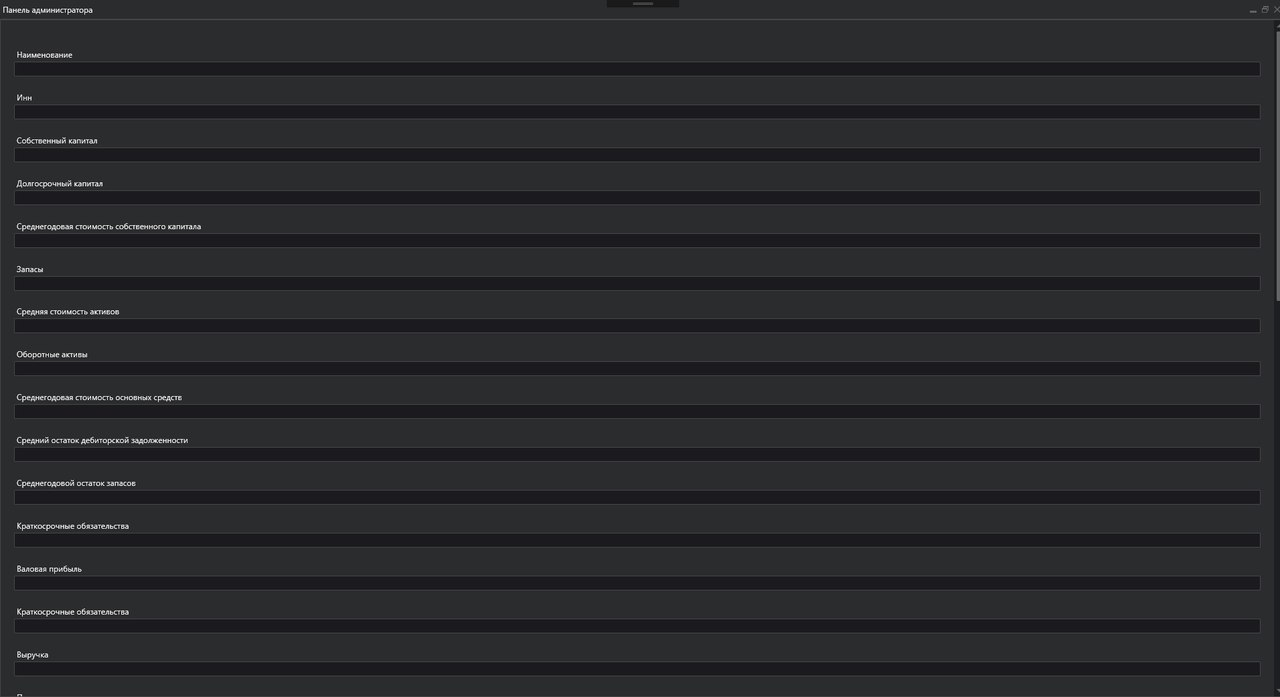 Панель администратора
Наименование
Инн
Собственный капитал
Долгосрочный капитал
Среднегодовая стоимость собственного капитала
Запасы
Средняя стоимость активов
Оборотные активы
Среднегодовая стоимость основных средств
Средний остаток дебиторской задолженности
Среднегодовой остаток запасов
Краткосрочные обязательства
Валовая прибыль
Краткосрочные обязательства
Выручка